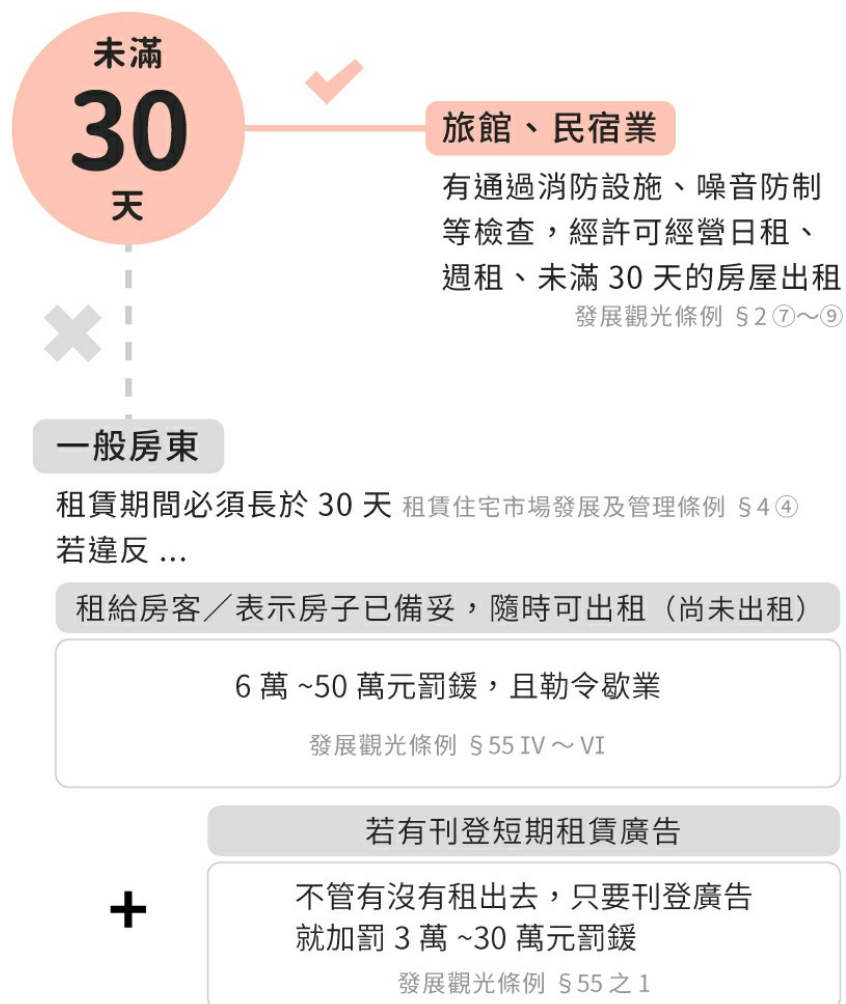 未滿
30
天
旅館、民宿業
有通過消防設施、噪音防制
等檢查，經許可經營日租、
週租、未滿 30 天的房屋出租
發展觀光條例 §2⑦～⑨
一般房東
租賃期間必須長於 30 天 租賃住宅市場發展及管理條例 §4④
若違反 ...
租給房客／表示房子已備妥，隨時可出租（尚未出租）
6 萬 ~50 萬元罰鍰，且勒令歇業
發展觀光條例 §55 IV ～ VI
若有刊登短期租賃廣告
+
不管有沒有租出去，只要刊登廣告
就加罰 3 萬 ~30 萬元罰鍰
發展觀光條例 §55 之 1